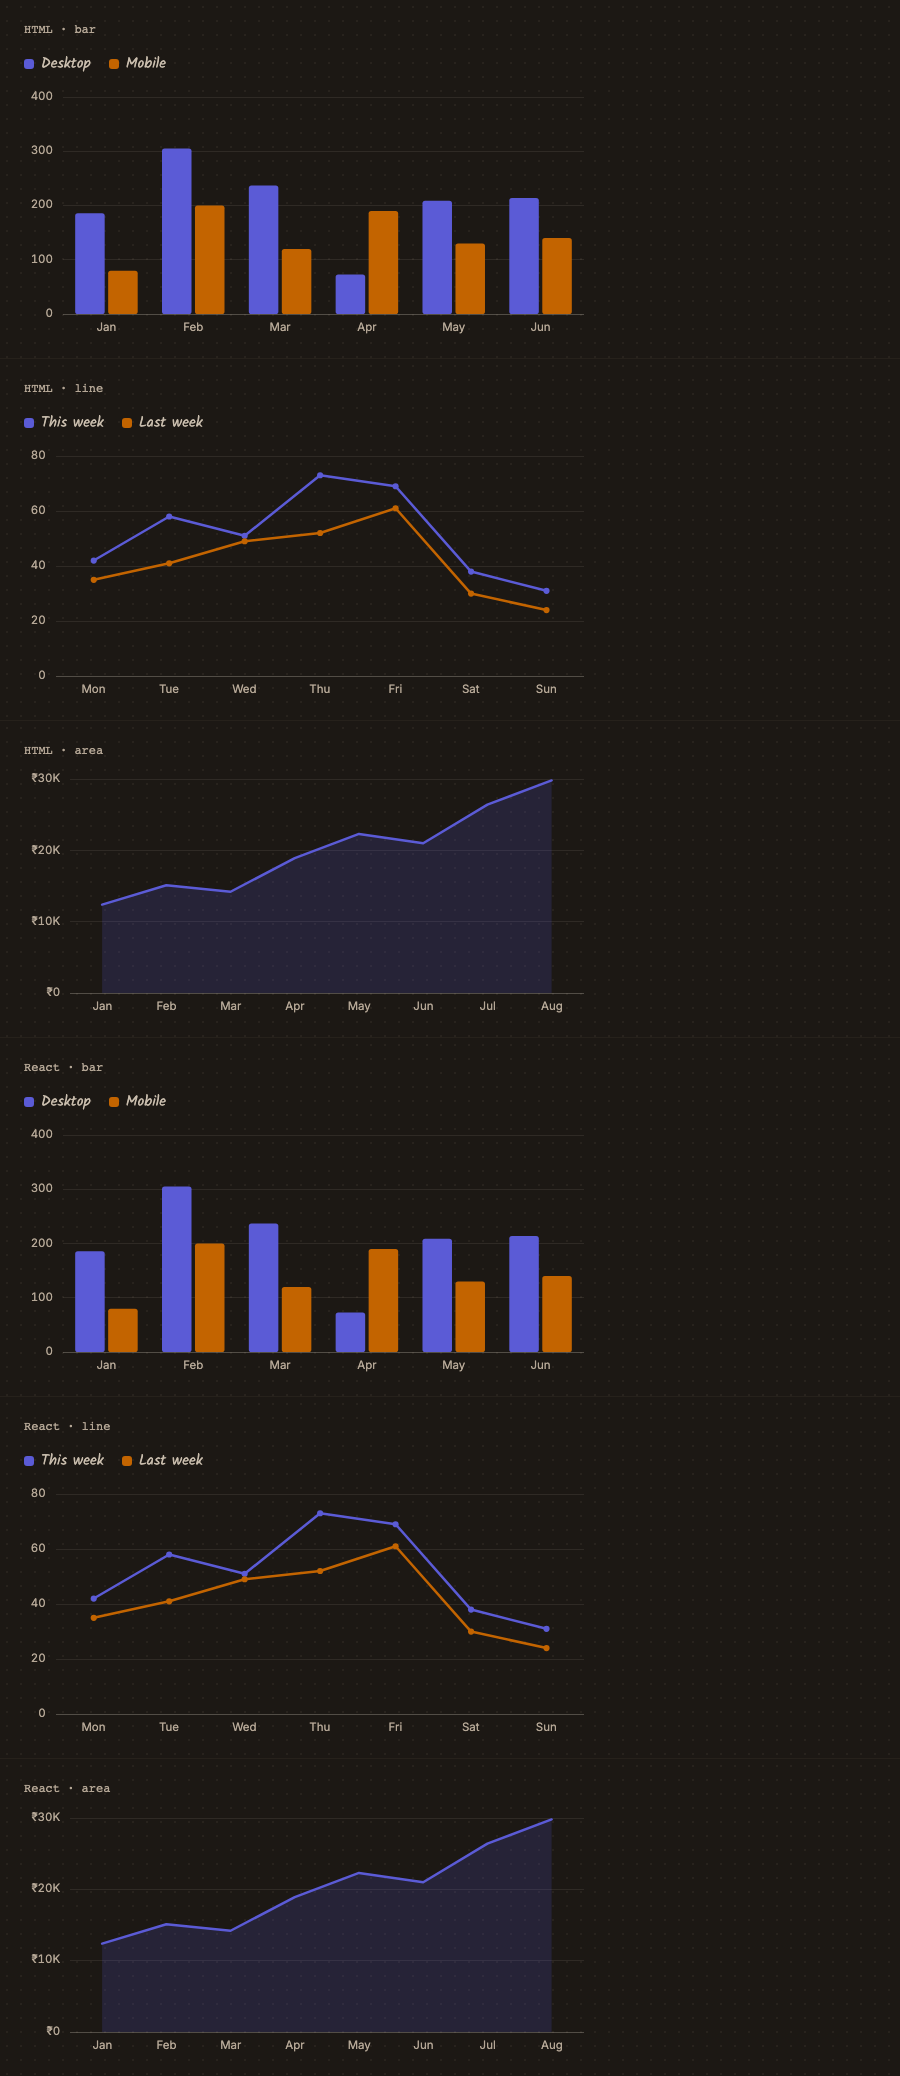 HTML · bar
Desktop Mobile
400
300
200
100
0
Jan Feb Mar Apr May Jun
HTML · line
This week Last week
80
60
40
20
0
Mon Tue Wed Thu Fri Sat Sun
HTML · area
₹30K
₹20K
₹10K
₹0
Jan Feb Mar Apr May Jun Jul Aug
React · bar
Desktop Mobile
400
300
200
100
0
Jan Feb Mar Apr May Jun
React · line
This week Last week
80
60
40
20
0
Mon Tue Wed Thu Fri Sat Sun
React · area
₹30K
₹20K
₹10K
₹0
Jan Feb Mar Apr May Jun Jul Aug